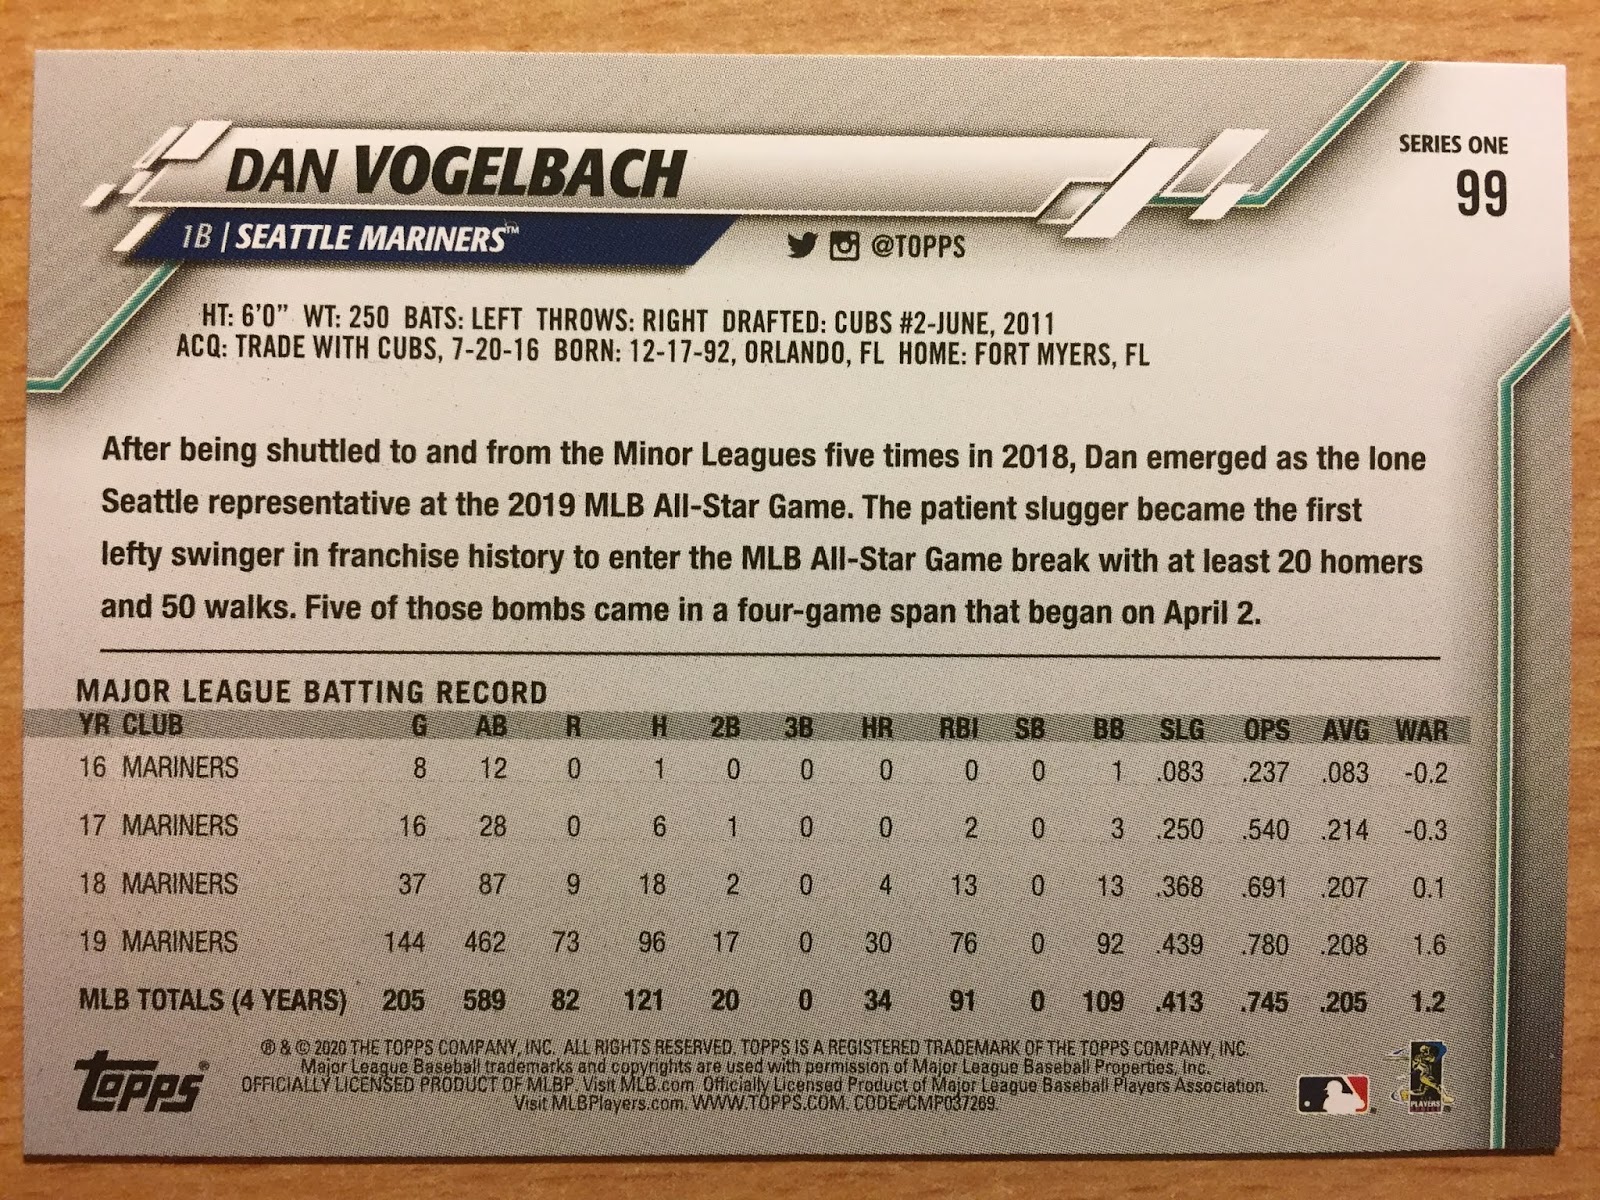 DAN VOGELBACH
SERIES ONE
99
1B | SEATTLE MARINERS™
@TOPPS
HT: 6'0" WT: 250 BATS: LEFT THROWS: RIGHT DRAFTED: CUBS #2-JUNE, 2011
ACQ: TRADE WITH CUBS, 7-20-16 BORN: 12-17-92, ORLANDO, FL HOME: FORT MYERS, FL
After being shuttled to and from the Minor Leagues five times in 2018, Dan emerged as the lone
Seattle representative at the 2019 MLB All-Star Game. The patient slugger became the first
lefty swinger in franchise history to enter the MLB All-Star Game break with at least 20 homers
and 50 walks. Five of those bombs came in a four-game span that began on April 2.
MAJOR LEAGUE BATTING RECORD
YR CLUB G AB R H 2B 3B HR RBI SB BB SLG OPS AVG WAR
16 MARINERS 8 12 0 1 0 0 0 0 0 1 .083 .237 .083 -0.2
17 MARINERS 16 28 0 6 1 0 0 2 0 3 .250 .540 .214 -0.3
18 MARINERS 37 87 9 18 2 0 4 13 0 13 .368 .691 .207 0.1
19 MARINERS 144 462 73 96 17 0 30 76 0 92 .439 .780 .208 1.6
MLB TOTALS (4 YEARS) 205 589 82 121 20 0 34 91 0 109 .413 .745 .205 1.2
® & © 2020 THE TOPPS COMPANY, INC. ALL RIGHTS RESERVED. TOPPS IS A REGISTERED TRADEMARK OF THE TOPPS COMPANY, INC.
Major League Baseball trademarks and copyrights are used with permission of Major League Baseball Properties, Inc.
OFFICIALLY LICENSED PRODUCT OF MLBP. Visit MLB.com Officially Licensed Product of Major League Baseball Players Association.
Visit MLBPlayers.com. WWW.TOPPS.COM. CODE#CMP037269.
Topps®
PLAYERS